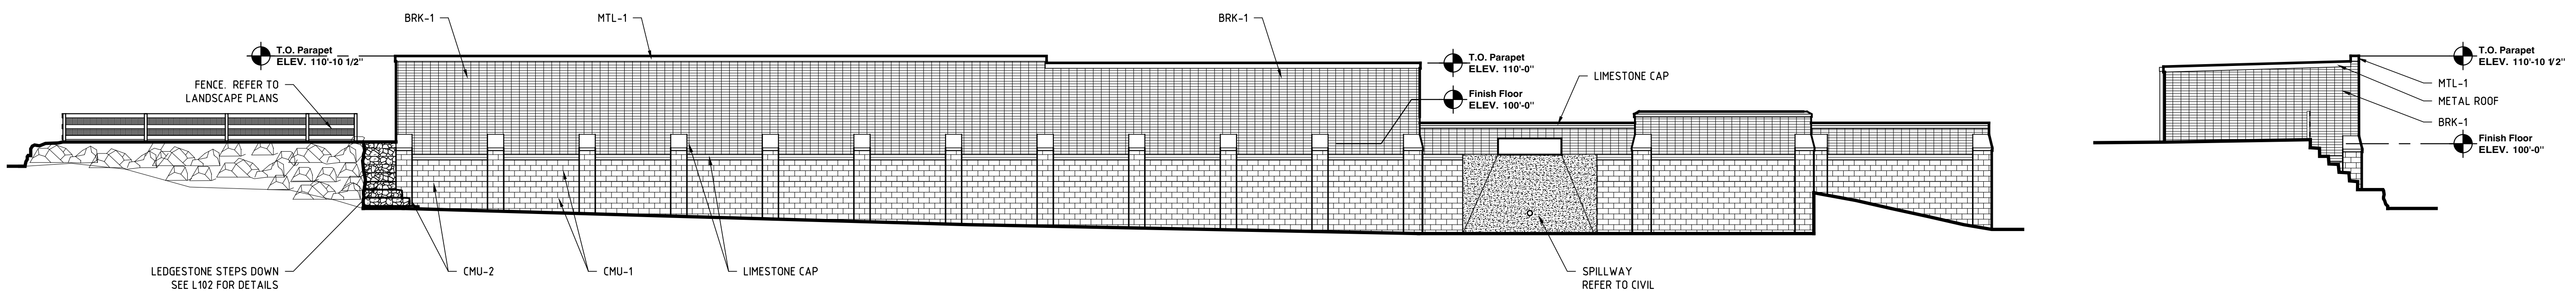 BRK-1
MTL-1
BRK-1
T.O. Parapet
ELEV. 110'-10 1/2"
FENCE. REFER TO
LANDSCAPE PLANS
T.O. Parapet
ELEV. 110'-0"
LIMESTONE CAP
Finish Floor
ELEV. 100'-0"
LEDGESTONE STEPS DOWN
SEE L102 FOR DETAILS
CMU-2
CMU-1
LIMESTONE CAP
SPILLWAY
REFER TO CIVIL
T.O. Parapet
ELEV. 110'-10 1/2"
MTL-1
METAL ROOF
BRK-1
Finish Floor
ELEV. 100'-0"